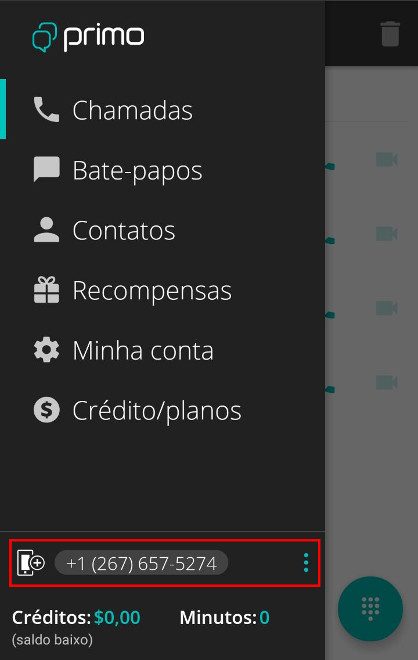 primo
Chamadas
Bate-papos
Contatos
Recompensas
Minha conta
Crédito/planos
+1 (267) 657-5274
Créditos: $0,00 Minutos: 0
(saldo baixo)